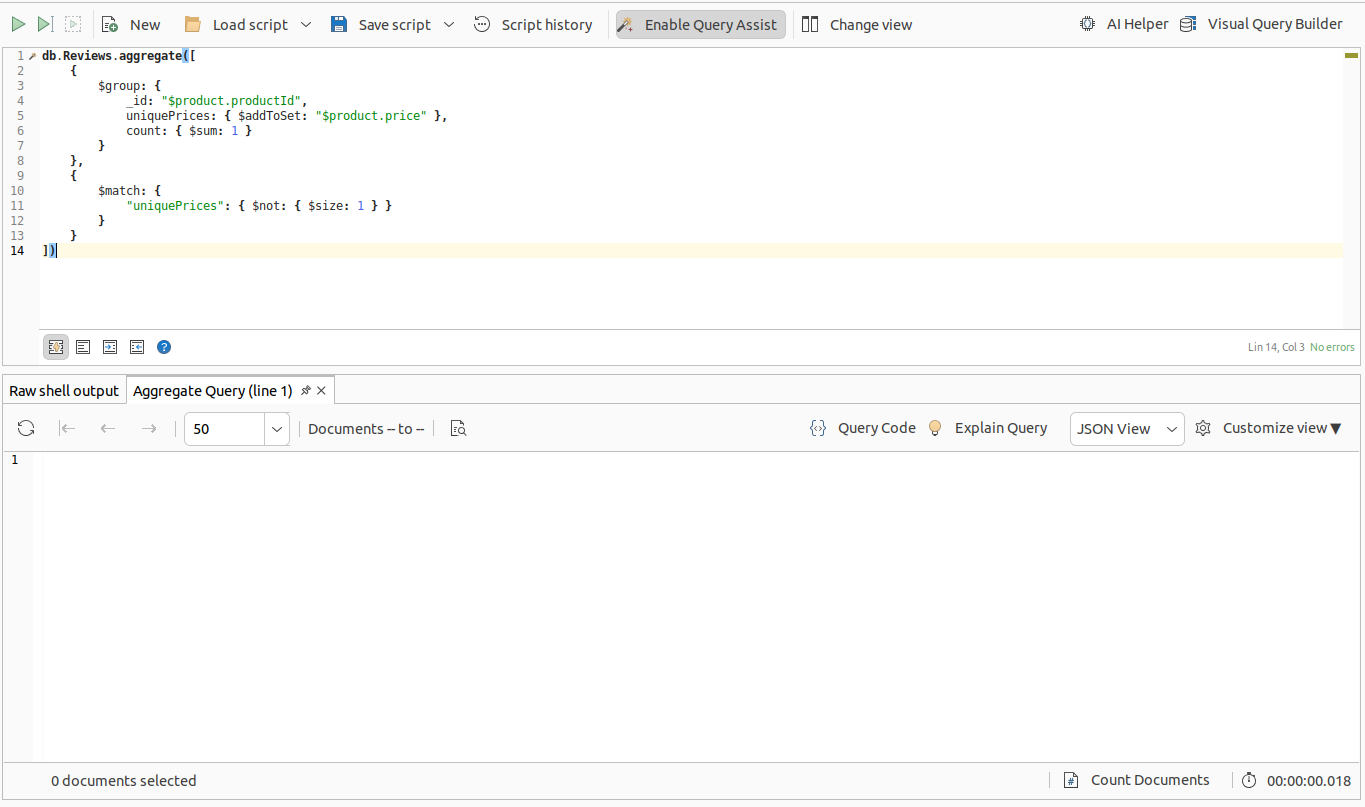 New Load script Save script Script history Enable Query Assist Change view AI Helper Visual Query Builder
1 db.Reviews.aggregate([
2     {
3         $group: {
4             _id: "$product.productId",
5             uniquePrices: { $addToSet: "$product.price" },
6             count: { $sum: 1 }
7         }
8     },
9     {
10         $match: {
11             "uniquePrices": { $not: { $size: 1 } }
12         }
13     }
14 ])
Lin 14, Col 3 No errors
Raw shell output Aggregate Query (line 1)
50 Documents -- to -- Query Code Explain Query JSON View Customize view
1
0 documents selected Count Documents 00:00:00.018